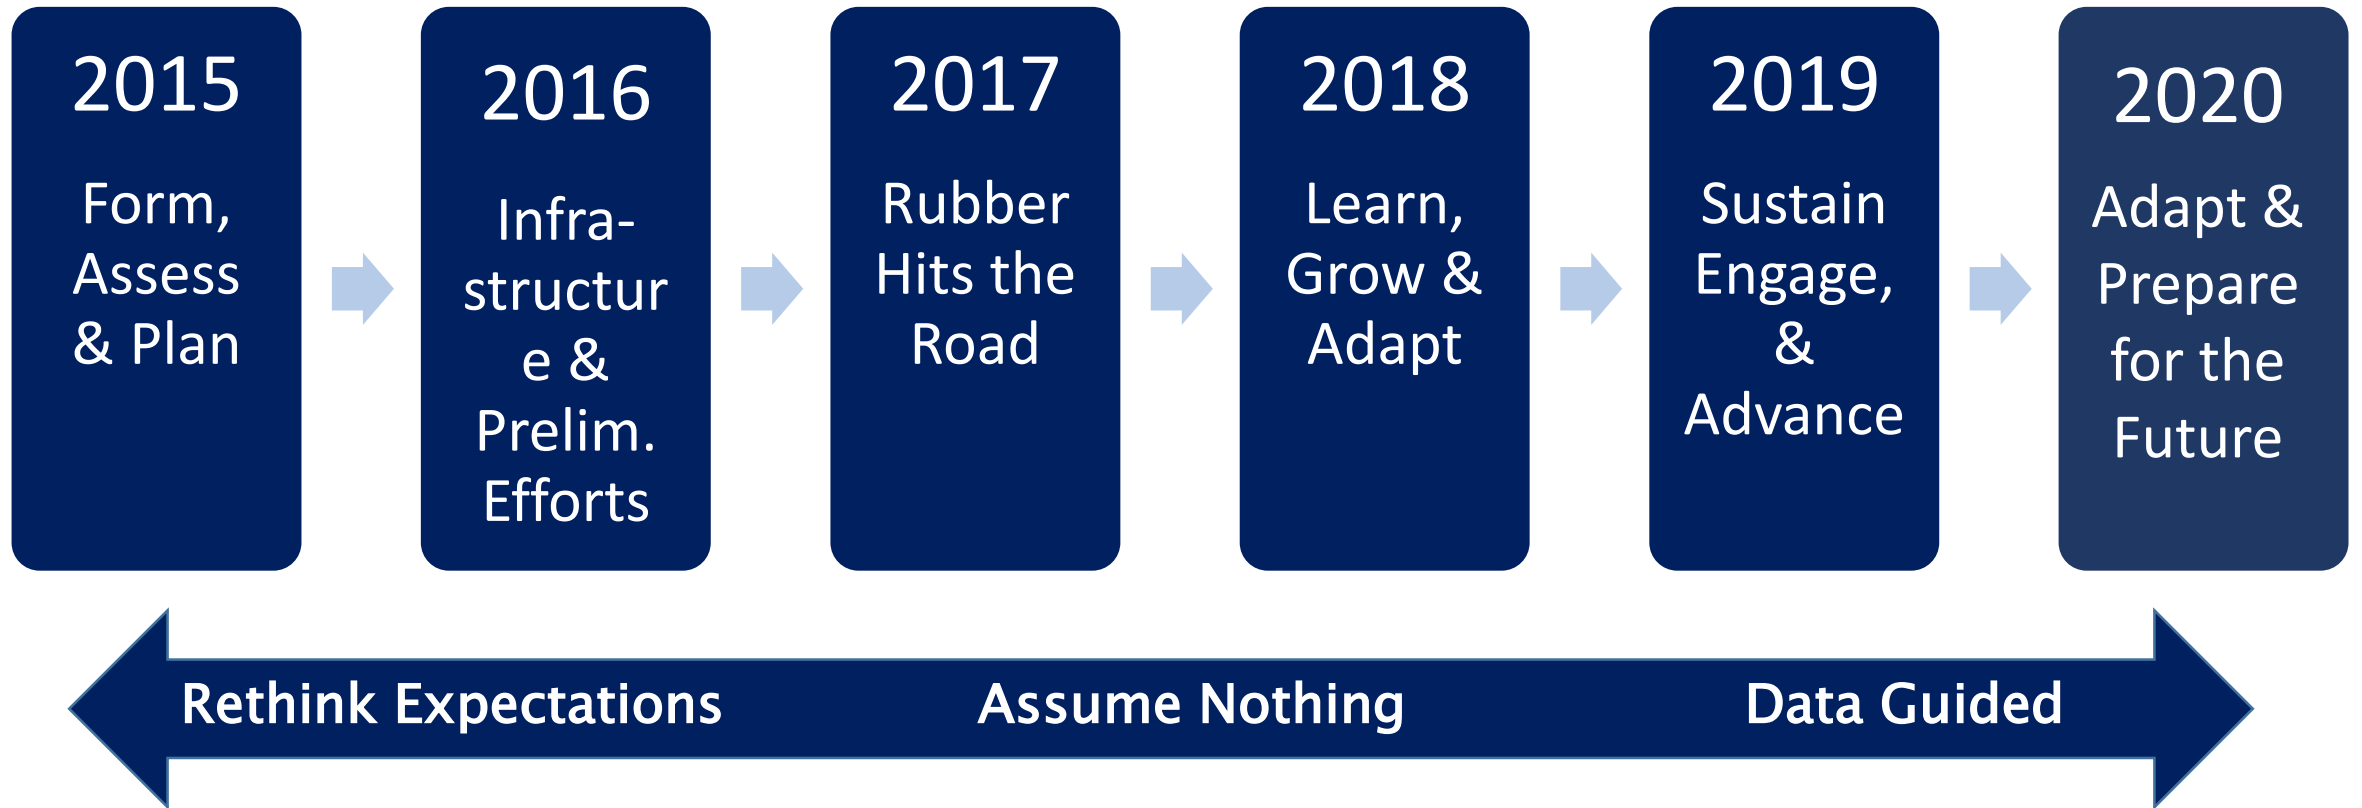 2015
Form,
Assess
& Plan
2016
Infra-
structur
e &
Prelim.
Efforts
2017
Rubber
Hits the
Road
2018
Learn,
Grow &
Adapt
2019
Sustain
Engage,
&
Advance
2020
Adapt &
Prepare
for the
Future
Rethink Expectations Assume Nothing Data Guided